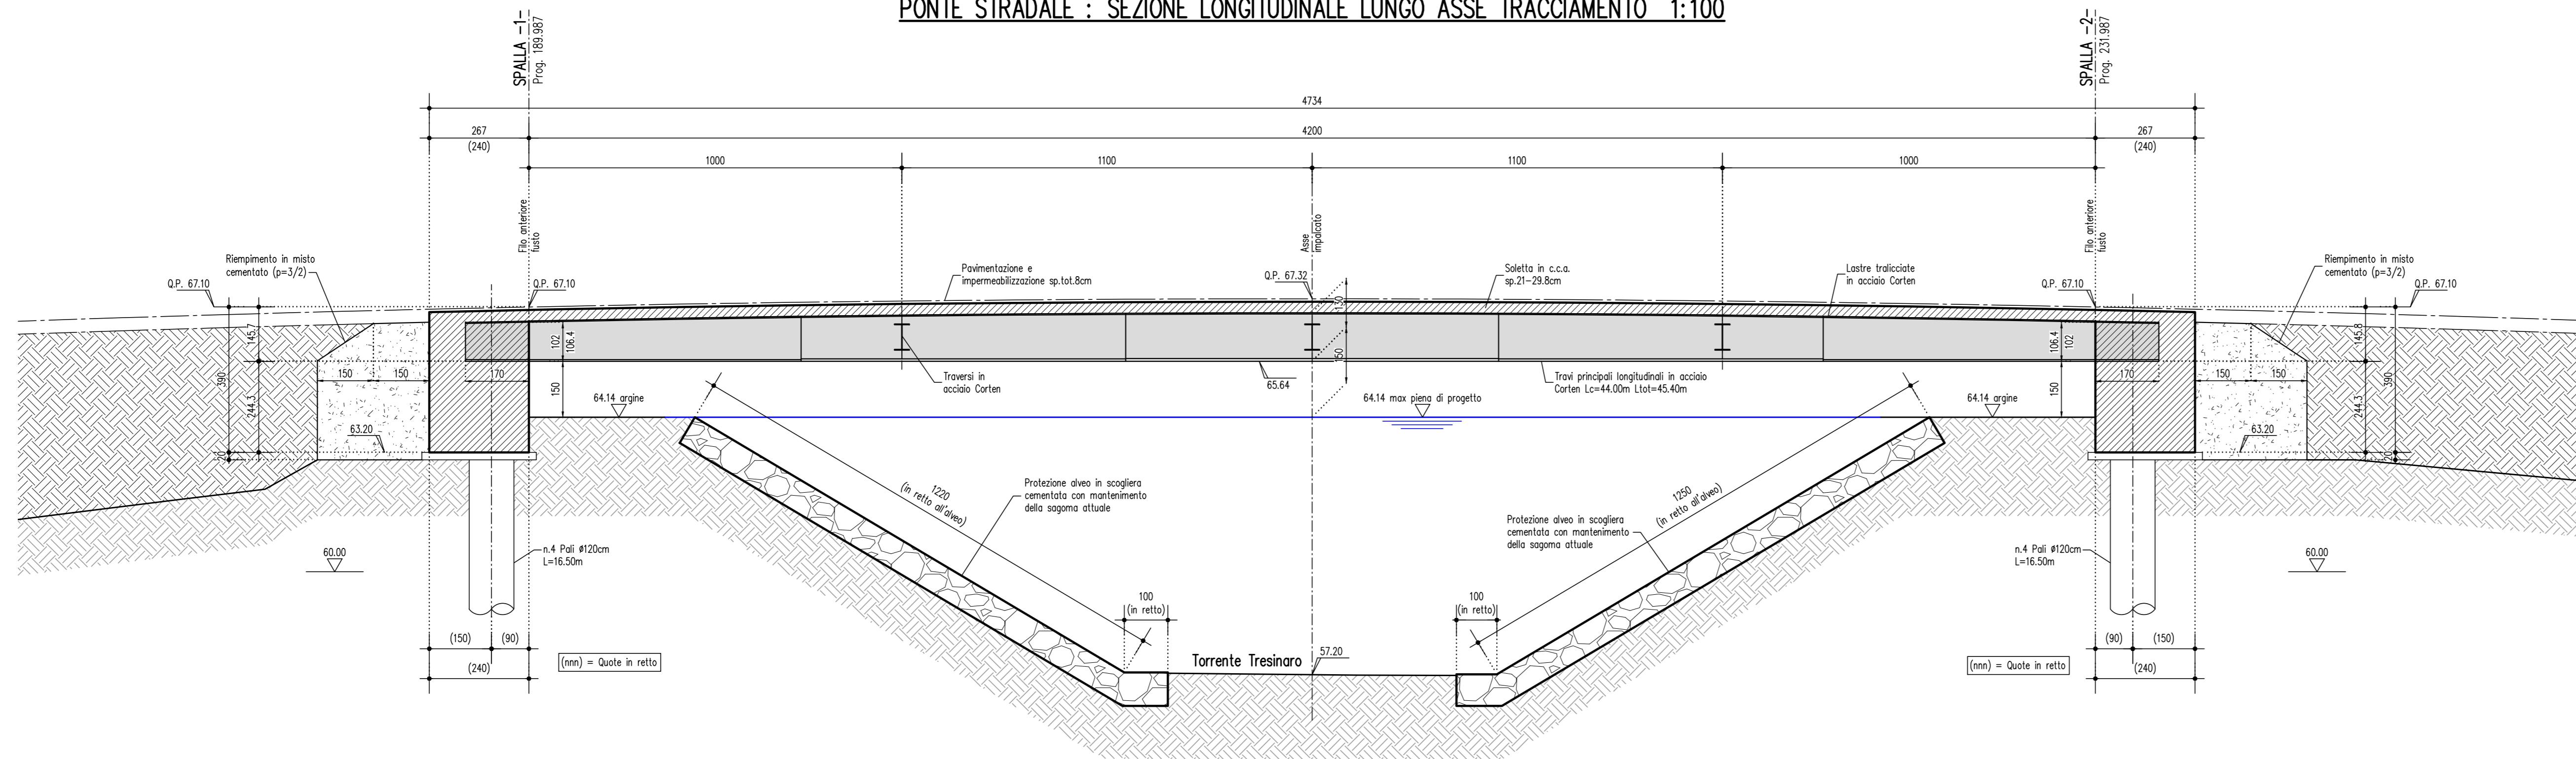 PONTE STRADALE : SEZIONE LONGITUDINALE LUNGO ASSE TRACCIAMENTO 1:100
SPALLA -1-
Prog. 189.987
SPALLA -2-
Prog. 231.987
4734
267
(240)
4200
267
(240)
1000
1100
1100
1000
Filo anteriore
fusto
Asse
impalcato
Filo anteriore
fusto
Riempimento in misto
cementato (p=3/2)
Q.P. 67.10
Q.P. 67.10
Pavimentazione e
impermeabilizzazione sp.tot.8cm
Q.P. 67.32
Soletta in c.c.a.
sp.21-29.8cm
Lastre tralicciate
in acciaio Corten
Q.P. 67.10
Riempimento in misto
cementato (p=3/2)
Q.P. 67.10
130
145.7
390
244.3
20
150
150
170
102
106.4
150
150
106.4
102
150
170
150
150
145.8
390
244.3
20
Traversi in
acciaio Corten
65.64
Travi principali longitudinali in acciaio
Corten Lc=44.00m Ltot=45.40m
64.14 argine
64.14 max piena di progetto
64.14 argine
63.20
63.20
1220
(in retto all'alveo)
Protezione alveo in scogliera
cementata con mantenimento
della sagoma attuale
1250
(in retto all'alveo)
Protezione alveo in scogliera
cementata con mantenimento
della sagoma attuale
60.00
n.4 Pali ø120cm
L=16.50m
n.4 Pali ø120cm
L=16.50m
60.00
100
(in retto)
100
(in retto)
(150)
(90)
(240)
(nnn) = Quote in retto
Torrente Tresinaro
57.20
(nnn) = Quote in retto
(90)
(150)
(240)